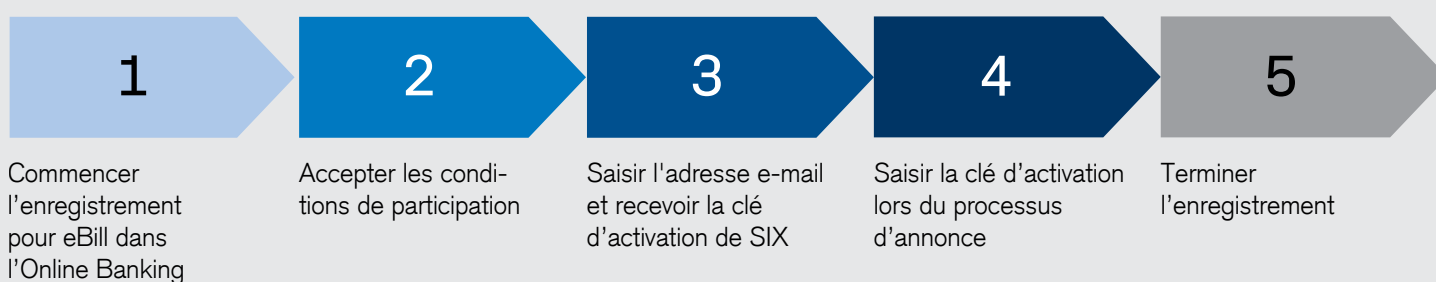 1
2
3
4
5
Commencer
l’enregistrement
pour eBill dans
l’Online Banking
Accepter les condi-
tions de participation
Saisir l'adresse e-mail
et recevoir la clé
d’activation de SIX
Saisir la clé d’activation
lors du processus
d’annonce
Terminer
l’enregistrement